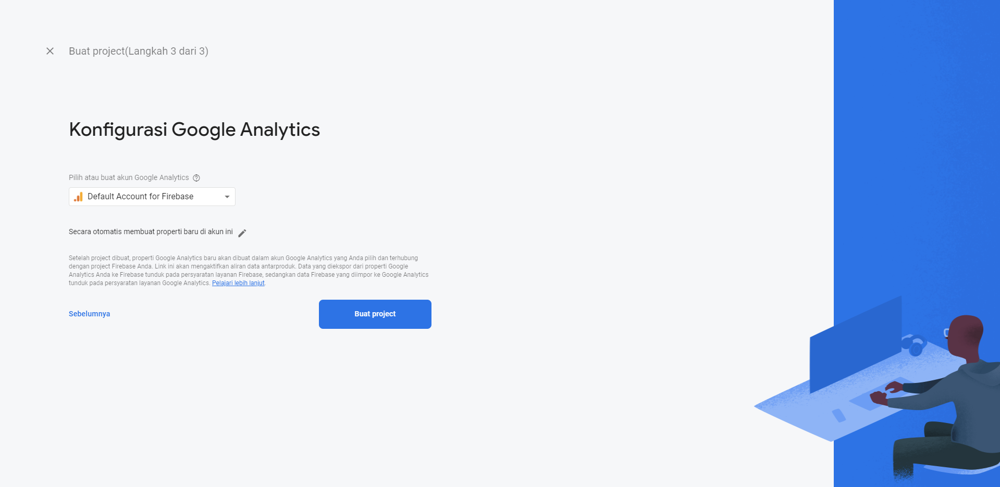 Buat project(Langkah 3 dari 3)
Konfigurasi Google Analytics
Pilih atau buat akun Google Analytics
Default Account for Firebase
Secara otomatis membuat properti baru di akun ini
Setelah project dibuat, properti Google Analytics baru akan dibuat dalam akun Google Analytics yang Anda pilih dan terhubung
dengan project Firebase Anda. Link ini akan mengaktifkan aliran data antarproduk. Data yang diekspor dari properti Google
Analytics Anda ke Firebase tunduk pada persyaratan layanan Firebase, sedangkan data Firebase yang diimpor ke Google Analytics
tunduk pada persyaratan layanan Google Analytics. Pelajari lebih lanjut.
Sebelumnya
Buat project